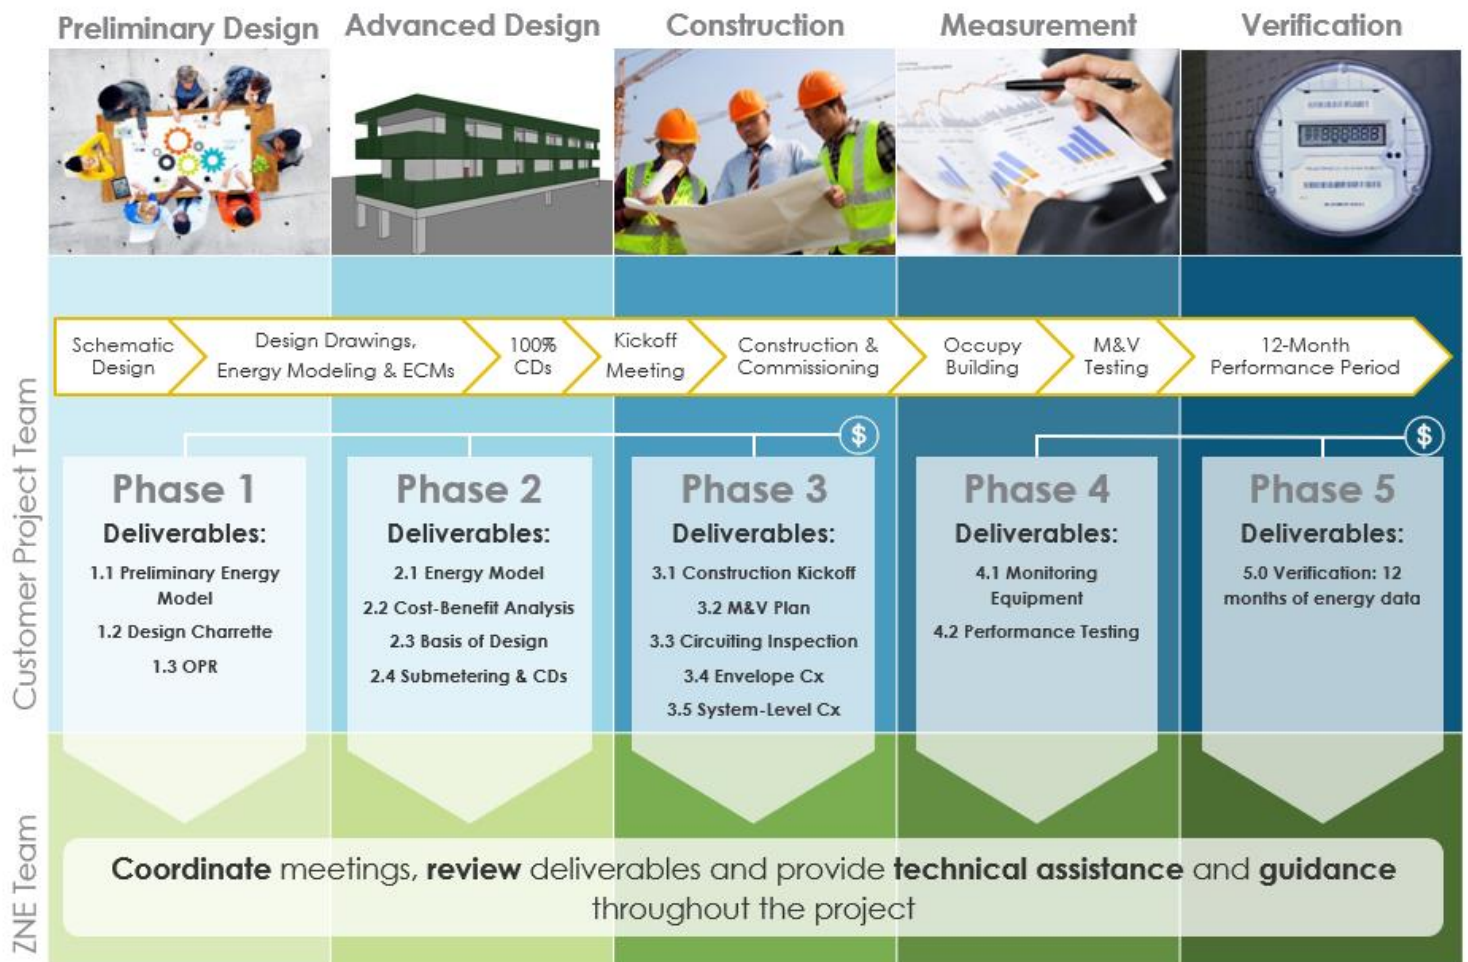 Preliminary Design
Advanced Design
Construction
Measurement
Verification
Schematic
Design
Design Drawings,
Energy Modeling & ECMs
100%
CDs
Kickoff
Meeting
Construction &
Commissioning
Occupy
Building
M&V
Testing
12-Month
Performance Period
Customer Project Team
$
$
Phase 1
Deliverables:
1.1 Preliminary Energy
Model
1.2 Design Charrette
1.3 OPR
Phase 2
Deliverables:
2.1 Energy Model
2.2 Cost-Benefit Analysis
2.3 Basis of Design
2.4 Submetering & CDs
Phase 3
Deliverables:
3.1 Construction Kickoff
3.2 M&V Plan
3.3 Circuiting Inspection
3.4 Envelope Cx
3.5 System-Level Cx
Phase 4
Deliverables:
4.1 Monitoring
Equipment
4.2 Performance Testing
Phase 5
Deliverables:
5.0 Verification: 12
months of energy data
ZNE Team
Coordinate meetings, review deliverables and provide technical assistance and guidance
throughout the project